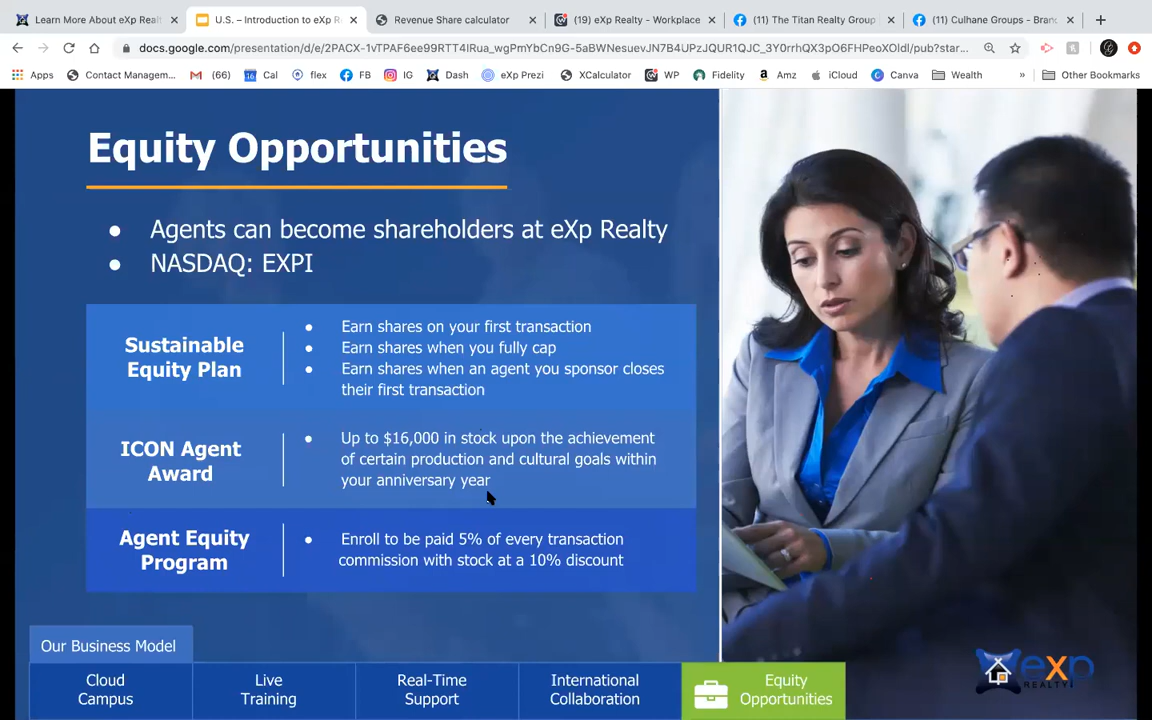 Learn More About eXp Realt
U.S. – Introduction to eXp R
Revenue Share calculator
(19) eXp Realty - Workplace
(11) The Titan Realty Group
(11) Culhane Groups - Branc
docs.google.com/presentation/d/e/2PACX-1vTPAF6ee99RTT4lRua_wgPmYbCn9G-5aBWNesuevJN7B4UPzJQUR1QJC_3Y0rrhQX3pO6FHPeoXOldI/pub?star...
Apps
Contact Managem...
(66)
16
Cal
flex
FB
IG
Dash
eXp Prezi
XCalculator
WP
Fidelity
Amz
iCloud
Canva
Wealth
»
Other Bookmarks
Equity Opportunities
● Agents can become shareholders at eXp Realty
● NASDAQ: EXPI
Sustainable
Equity Plan
● Earn shares on your first transaction
● Earn shares when you fully cap
● Earn shares when an agent you sponsor closes
their first transaction
ICON Agent
Award
● Up to $16,000 in stock upon the achievement
of certain production and cultural goals within
your anniversary year
Agent Equity
Program
● Enroll to be paid 5% of every transaction
commission with stock at a 10% discount
Our Business Model
Cloud
Campus
Live
Training
Real-Time
Support
International
Collaboration
Equity
Opportunities
exp
REALTY